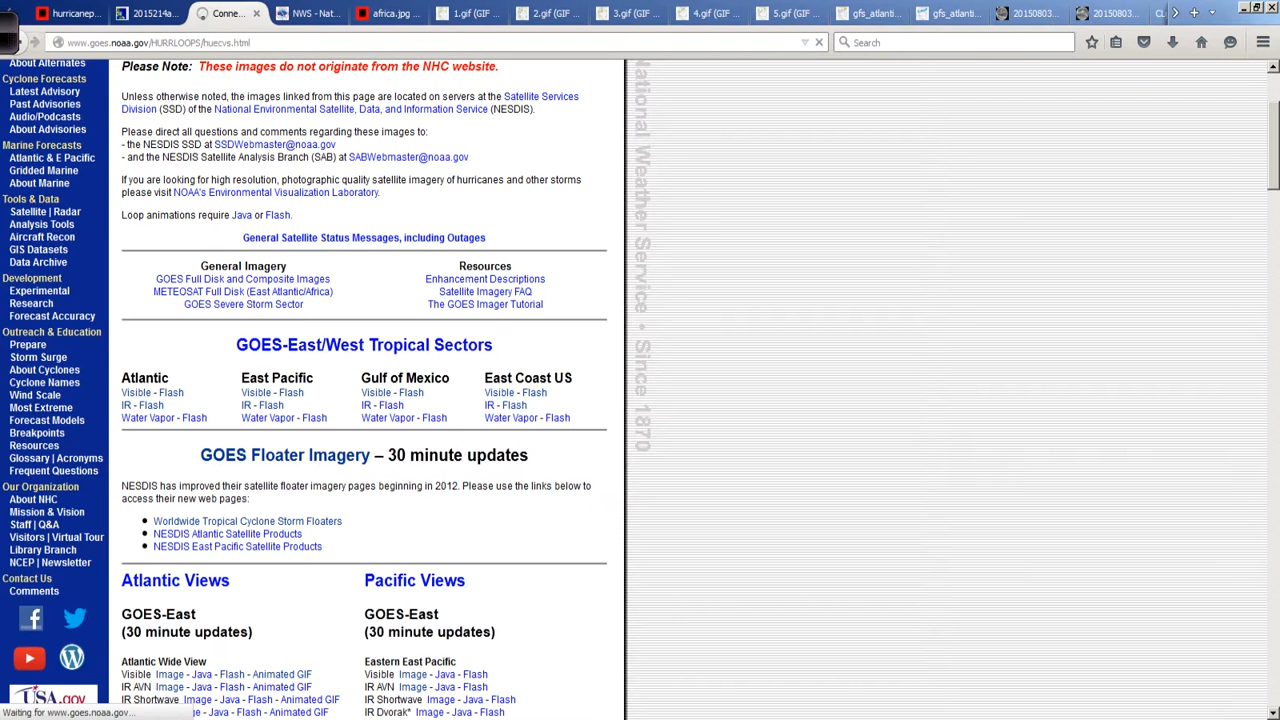 hurricanep...
2015214a...
Conne...
NWS - Nat...
africa.jpg ...
1.gif (GIF ...
2.gif (GIF...
3.gif (GIF ...
4.gif (GIF ...
5.gif (GIF ...
gfs_atlanti...
gfs_atlanti...
20150803...
20150803...
www.goes.noaa.gov/HURRLOOPS/huecvs.html
Search
About Alternates
Cyclone Forecasts
Latest Advisory
Past Advisories
Audio/Podcasts
About Advisories
Marine Forecasts
Atlantic & E Pacific
Gridded Marine
About Marine
Tools & Data
Satellite | Radar
Analysis Tools
Aircraft Recon
GIS Datasets
Data Archive
Development
Experimental
Research
Forecast Accuracy
Outreach & Education
Prepare
Storm Surge
About Cyclones
Cyclone Names
Wind Scale
Most Extreme
Forecast Models
Breakpoints
Resources
Glossary | Acronyms
Frequent Questions
Our Organization
About NHC
Mission & Vision
Staff | Q&A
Visitors | Virtual Tour
Library Branch
NCEP | Newsletter
Contact Us
Comments
USA.gov
Please Note: These images do not originate from the NHC website.
Unless otherwise noted, the images linked from this page are located on servers at the Satellite Services
Division (SSD) of the National Environmental Satellite, Data, and Information Service (NESDIS).
Please direct all questions and comments regarding these images to:
- the NESDIS SSD at SSDWebmaster@noaa.gov
- and the NESDIS Satellite Analysis Branch (SAB) at SABWebmaster@noaa.gov
If you are looking for high resolution, photographic quality satellite imagery of hurricanes and other storms
please visit NOAA's Environmental Visualization Laboratory.
Loop animations require Java or Flash.
General Satellite Status Messages, including Outages
General Imagery
GOES Full Disk and Composite Images
METEOSAT Full Disk (East Atlantic/Africa)
GOES Severe Storm Sector
Resources
Enhancement Descriptions
Satellite Imagery FAQ
The GOES Imager Tutorial
GOES-East/West Tropical Sectors
Atlantic
Visible - Flash
IR - Flash
Water Vapor - Flash
East Pacific
Visible - Flash
IR - Flash
Water Vapor - Flash
Gulf of Mexico
Visible - Flash
IR - Flash
Water Vapor - Flash
East Coast US
Visible - Flash
IR - Flash
Water Vapor - Flash
GOES Floater Imagery – 30 minute updates
NESDIS has improved their satellite floater imagery pages beginning in 2012. Please use the links below to
access their new web pages:
Worldwide Tropical Cyclone Storm Floaters
NESDIS Atlantic Satellite Products
NESDIS East Pacific Satellite Products
Atlantic Views
GOES-East
(30 minute updates)
Atlantic Wide View
Visible Image - Java - Flash - Animated GIF
IR AVN Image - Java - Flash - Animated GIF
IR Shortwave Image - Java - Flash - Animated GIF
- Java - Flash - Animated GIF
Pacific Views
GOES-East
(30 minute updates)
Eastern East Pacific
Visible Image - Java - Flash
IR AVN Image - Java - Flash
IR Shortwave Image - Java - Flash
IR Dvorak* Image - Java - Flash
National Weather Service • Since 1870
Waiting for www.goes.noaa.gov...